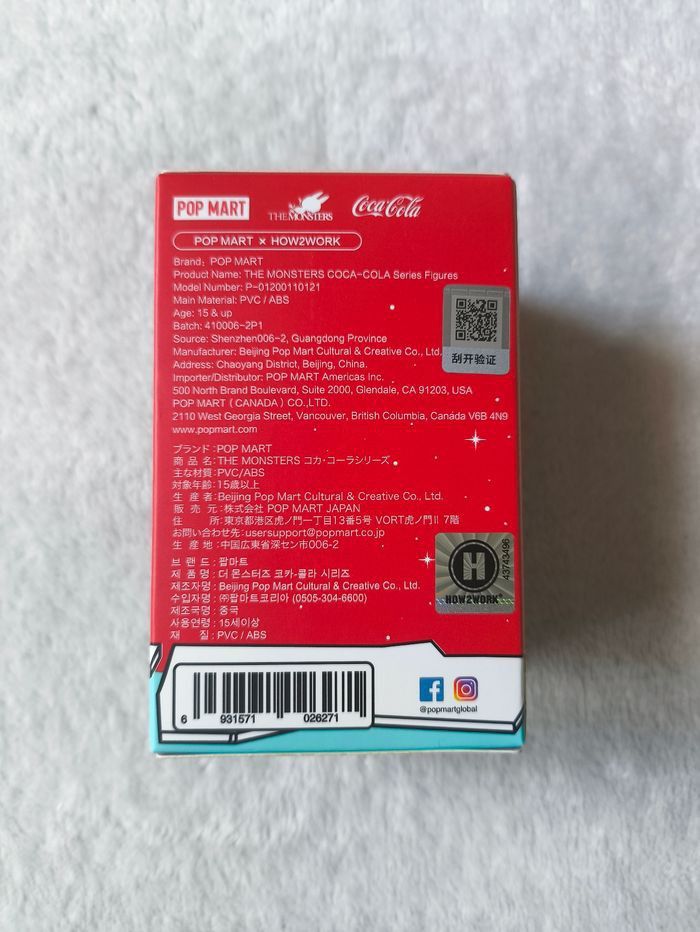 POP MART
THE MONSTERS
Coca-Cola
POP MART × HOW2WORK
Brand: POP MART
Product Name: THE MONSTERS COCA-COLA Series Figures
Model Number: P-01200110121
Main Material: PVC / ABS
Age: 15 & up
Batch: 410006-2P1
Source: Shenzhen006-2, Guangdong Province
Manufacturer: Beijing Pop Mart Cultural & Creative Co., Ltd.
Address: Chaoyang District, Beijing, China.
Importer/Distributor: POP MART Americas Inc.
500 North Brand Boulevard, Suite 2000, Glendale, CA 91203, USA
POP MART ( CANADA ) CO.,LTD.
2110 West Georgia Street, Vancouver, British Columbia, Canada V6B 4N9
www.popmart.com
刮开验证
ブランド:POP MART
商 品 名:THE MONSTERS コカ･コーラシリーズ
主な材質:PVC/ABS
対象年齢:15歳以上
生 産 者:Beijing Pop Mart Cultural & Creative Co., Ltd.
販 売 元:株式会社 POP MART JAPAN
住 所:東京都港区虎ノ門一丁目13番5号 VORT虎ノ門II 7階
お問い合わせ先:usersupport@popmart.co.jp
生 産 地:中国広東省深セン市006-2
브 랜 드 : 팝마트
제 품 명 : 더 몬스터즈 코카-콜라 시리즈
제조자명 : Beijing Pop Mart Cultural & Creative Co., Ltd.
수입자명 : ㈜팝마트코리아 (0505-304-6600)
제조국명 : 중국
사용연령 : 15세이상
재 질 : PVC / ABS
H
HOW2WORK®
43743496
6 931571 026271
@popmartglobal